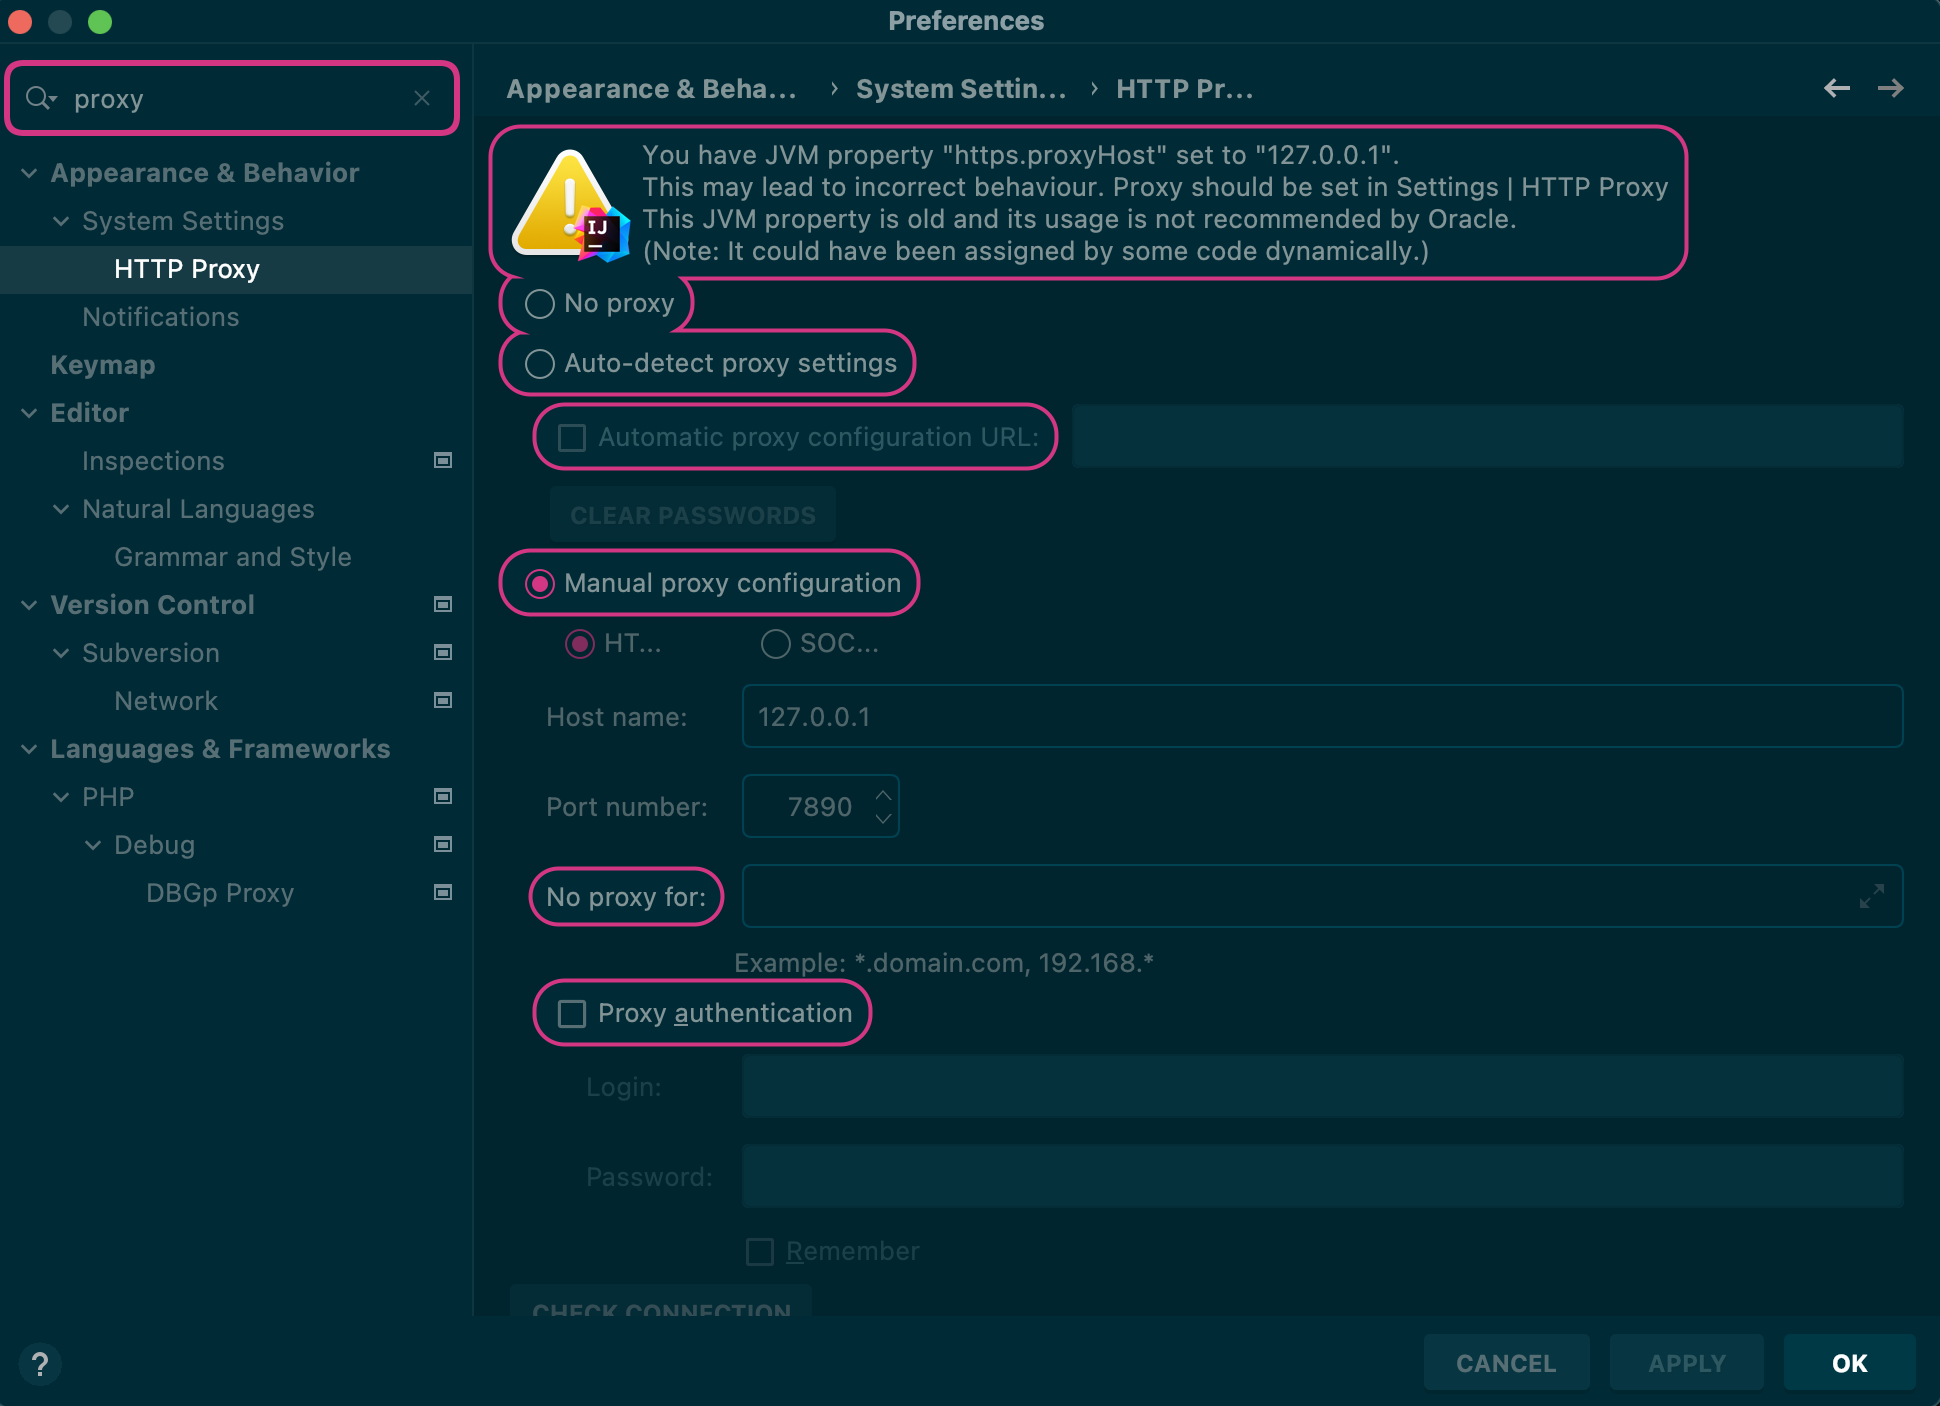 Preferences
proxy
Appearance & Behavior
System Settings
HTTP Proxy
Notifications
Keymap
Editor
Inspections
Natural Languages
Grammar and Style
Version Control
Subversion
Network
Languages & Frameworks
PHP
Debug
DBGp Proxy
?
Appearance & Beha... › System Settin... › HTTP Pr...
You have JVM property "https.proxyHost" set to "127.0.0.1".
This may lead to incorrect behaviour. Proxy should be set in Settings | HTTP Proxy
This JVM property is old and its usage is not recommended by Oracle.
(Note: It could have been assigned by some code dynamically.)
IJ
No proxy
Auto-detect proxy settings
Automatic proxy configuration URL:
CLEAR PASSWORDS
Manual proxy configuration
HT... SOC...
Host name: 127.0.0.1
Port number: 7890
No proxy for:
Example: *.domain.com, 192.168.*
Proxy authentication
Login:
Password:
Remember
CHECK CONNECTION
CANCEL APPLY OK